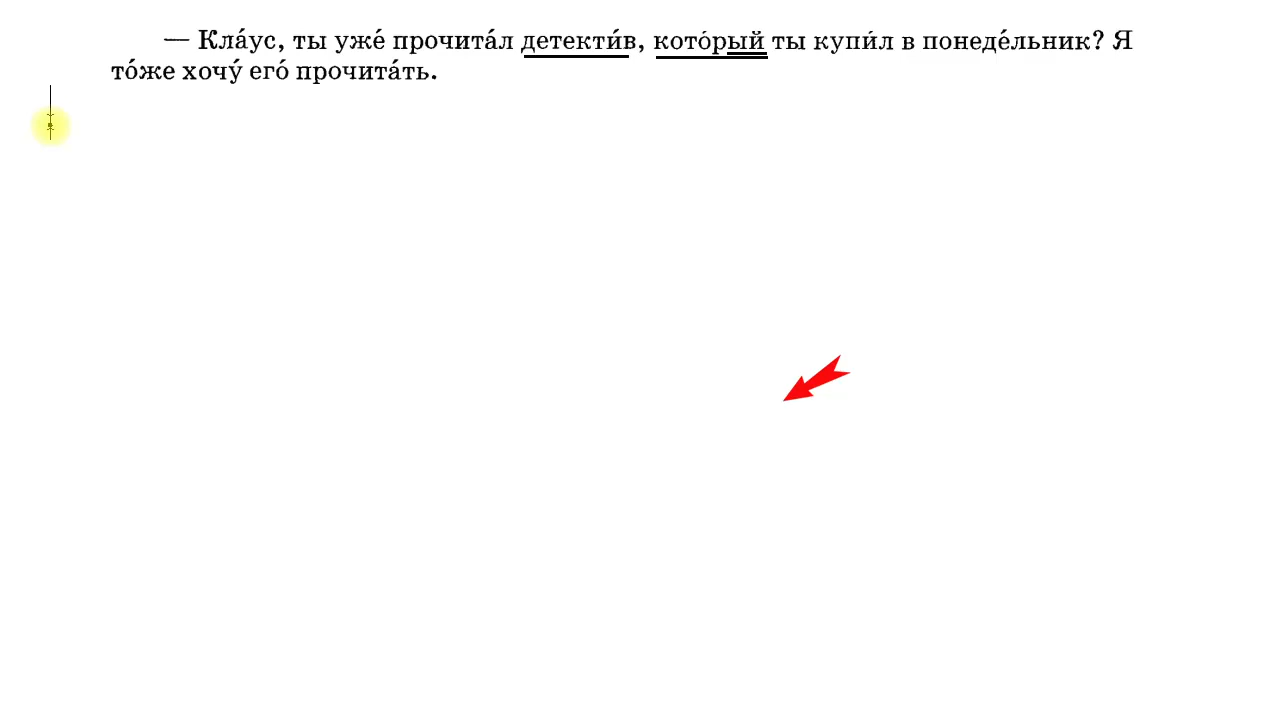 — Кла́ус, ты уже́ прочита́л детекти́в, кото́рый ты купи́л в понеде́льник? Я
то́же хочу́ его́ прочита́ть.